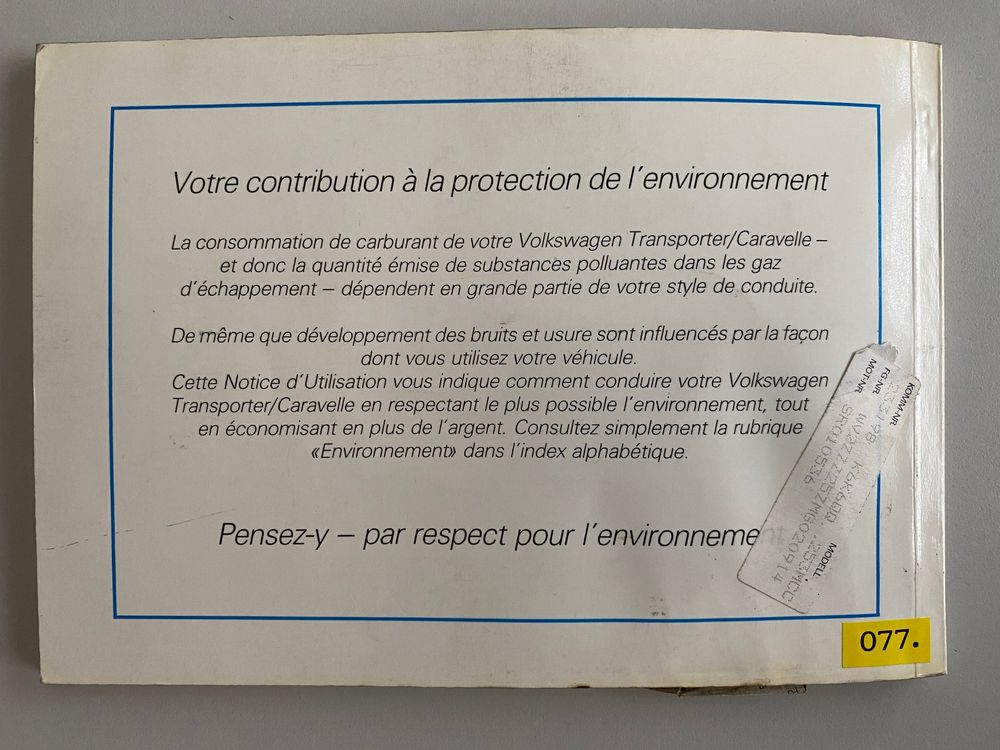 Votre contribution à la protection de l'environnement
La consommation de carburant de votre Volkswagen Transporter/Caravelle –
et donc la quantité émise de substances polluantes dans les gaz
d'échappement – dépendent en grande partie de votre style de conduite.
De même que développement des bruits et usure sont influencés par la façon
dont vous utilisez votre véhicule.
Cette Notice d'Utilisation vous indique comment conduire votre Volkswagen
Transporter/Caravelle en respectant le plus possible l'environnement, tout
en économisant en plus de l'argent. Consultez simplement la rubrique
«Environnement» dans l'index alphabétique.
Pensez-y – par respect pour l'environnement
KOMM-NR.
FG-NR.
MOT-NR.
MODELL
077.